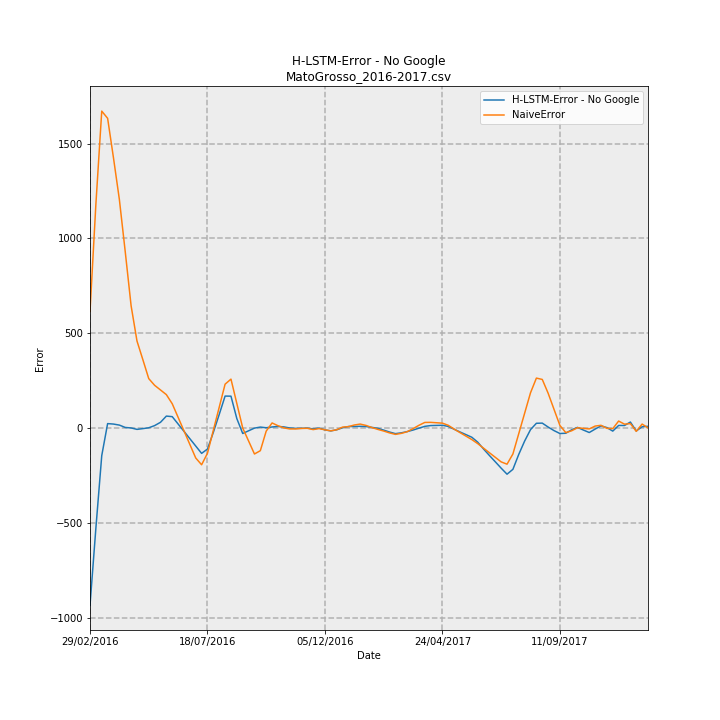 H-LSTM-Error - No Google
MatoGrosso_2016-2017.csv
H-LSTM-Error - No Google
NaiveError
1500
1000
500
0
−500
−1000
Error
29/02/2016
18/07/2016
05/12/2016
24/04/2017
11/09/2017
Date